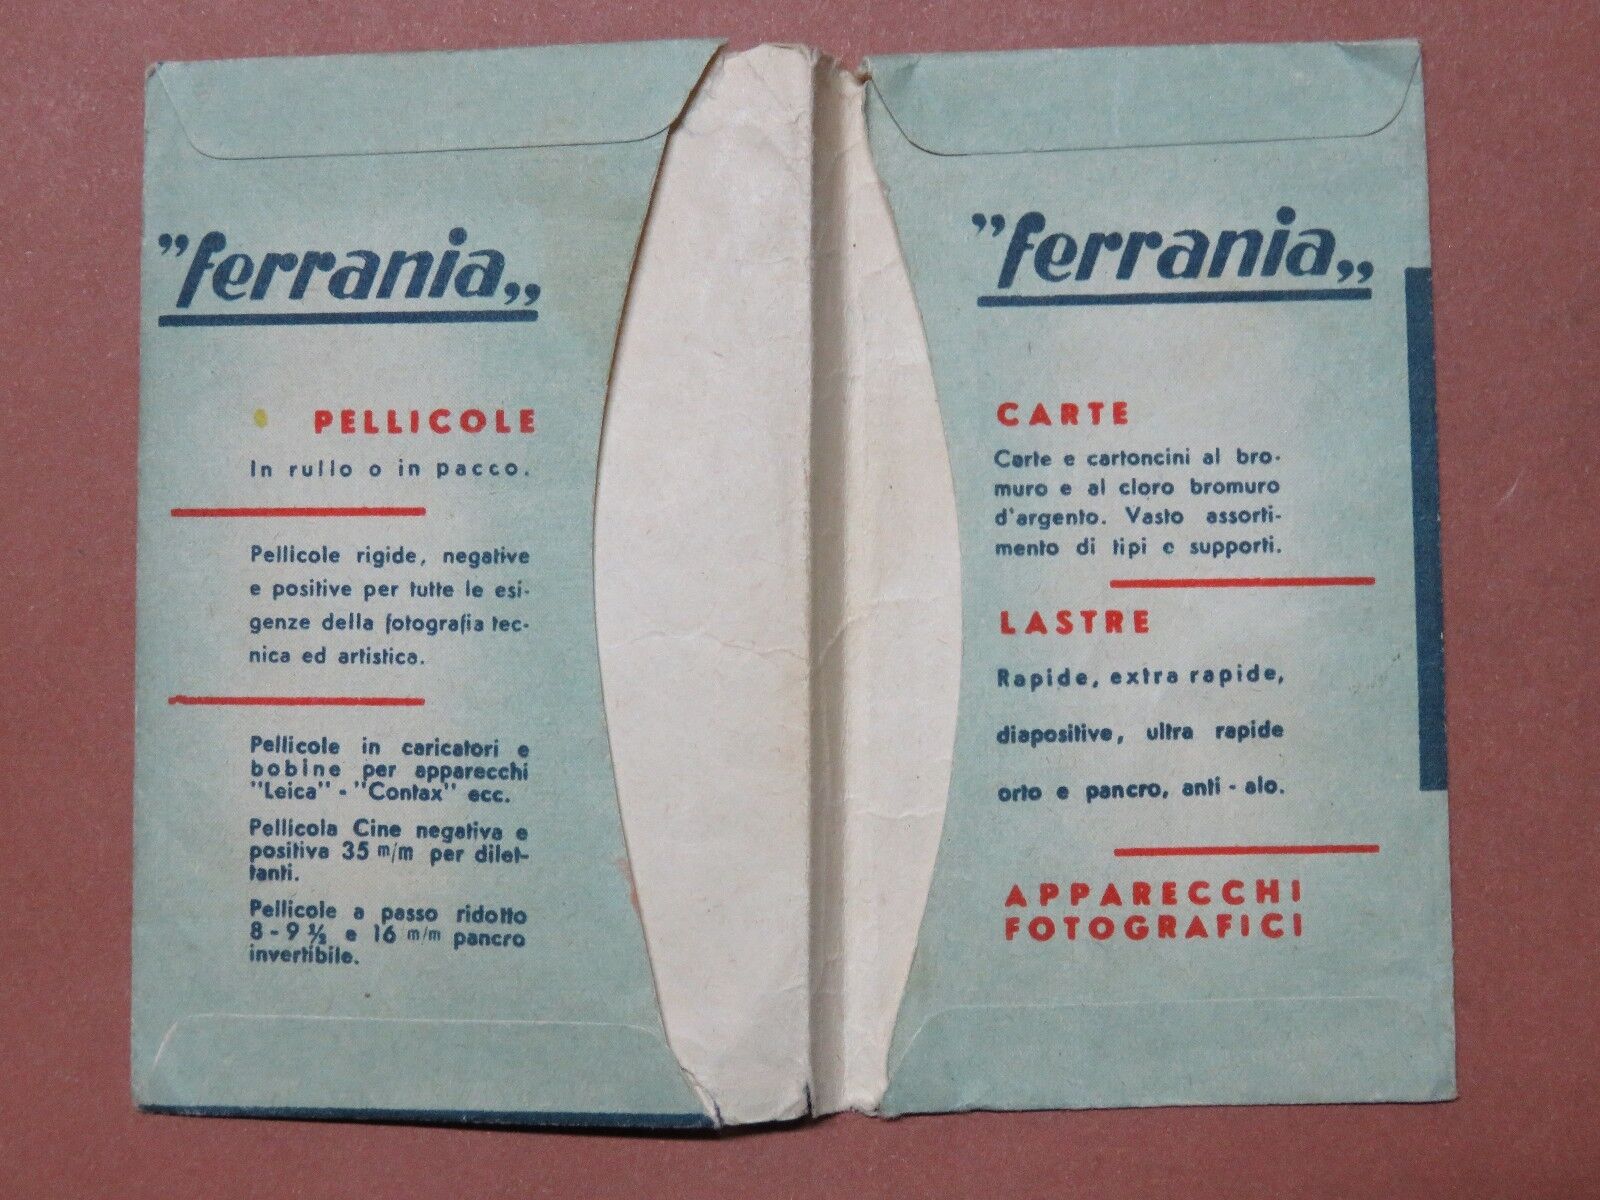 ”ferrania„
PELLICOLE
In rullo o in pacco.
Pellicole rigide, negative
e positive per tutte le esi-
genze della fotografia tec-
nica ed artistica.
Pellicole in caricatori e
bobine per apparecchi
"Leica" - "Contax" ecc.
Pellicola Cine negativa e
positiva 35 m/m per dilet-
tanti.
Pellicole a passo ridotto
8 - 9 ½ e 16 m/m pancro
invertibile.
”ferrania„
CARTE
Carte e cartoncini al bro-
muro e al cloro bromuro
d'argento. Vasto assorti-
mento di tipi e supporti.
LASTRE
Rapide, extra rapide,
diapositive, ultra rapide
orto e pancro, anti - alo.
APPARECCHI
FOTOGRAFICI